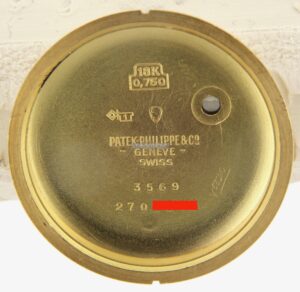 18K
0,750
PATEK·PHILIPPE & Co
- GENEVE -
SWISS
3569
270